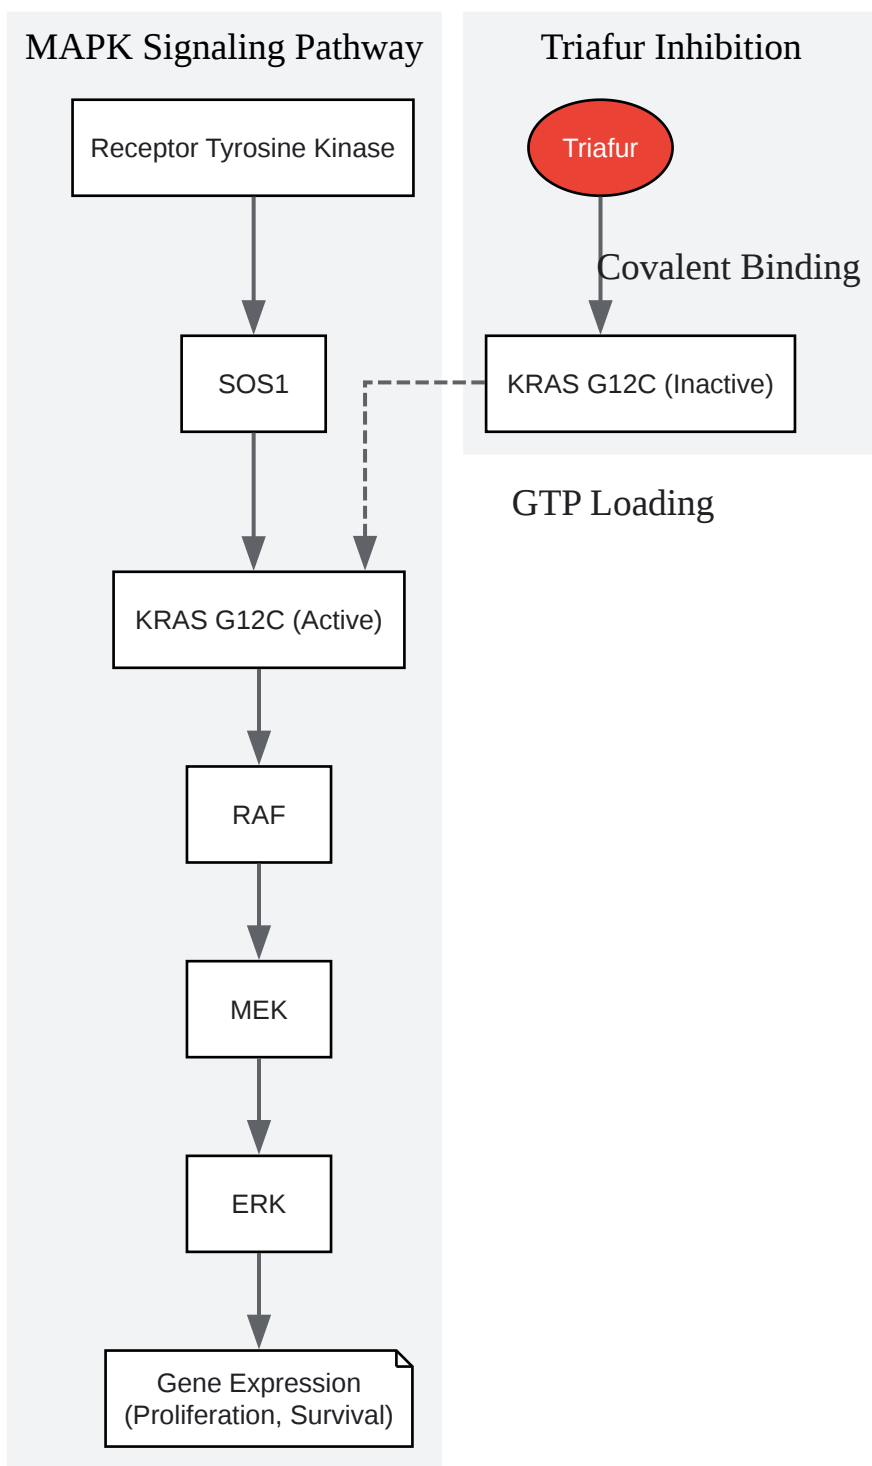 MAPK Signaling Pathway
Receptor Tyrosine Kinase
SOS1
KRAS G12C (Active)
RAF
MEK
ERK
Gene Expression
(Proliferation, Survival)
Triafur Inhibition
Triafur
Covalent Binding
KRAS G12C (Inactive)
GTP Loading